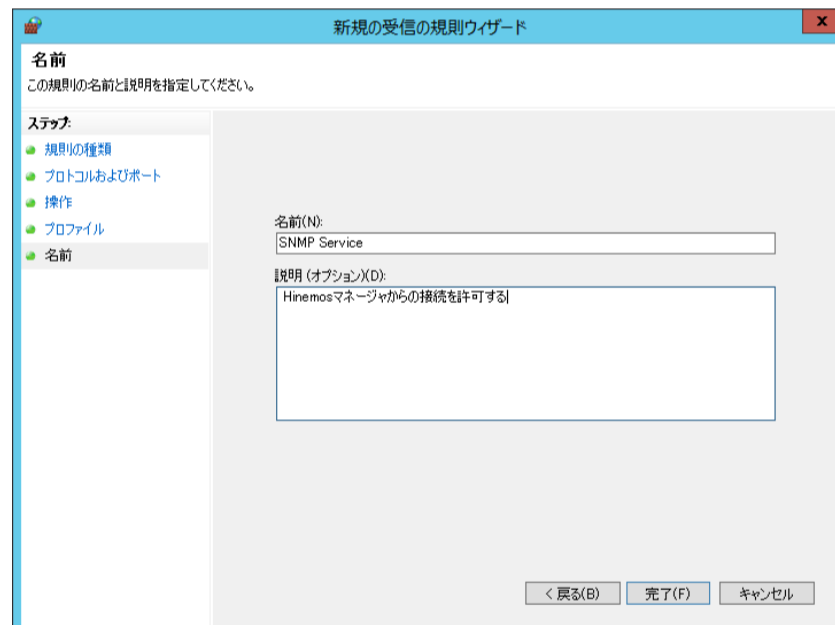 新規の受信の規則ウィザード
x
名前
この規則の名前と説明を指定してください。
ステップ:
規則の種類
プロトコルおよびポート
操作
プロファイル
名前
名前(N):
SNMP Service
説明 (オプション)(D):
Hinemosマネージャからの接続を許可する
< 戻る(B)
完了(F)
キャンセル